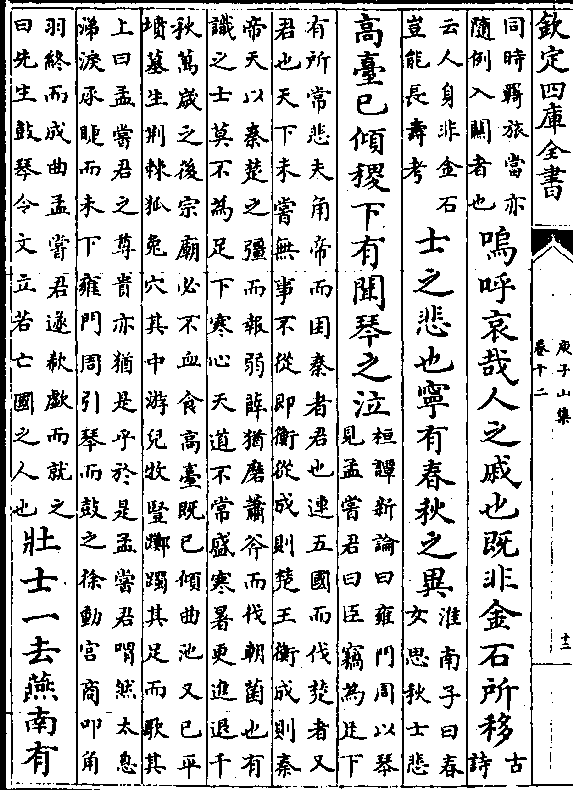 欽定四庫全書
庾子山集
卷十二
十三
同時羇旅當亦
隨例入關者也
嗚呼哀哉人之戚也既非金石所移
古
詩
云人身非金石
豈能長壽考
士之悲也寧有春秋之異
淮南子曰春
女思秋士悲
高臺已傾稷下有聞琴之泣
桓譚新論曰雍門周以琴
見孟嘗君曰臣竊為足下
有所常悲夫角帝而困秦者君也連五國而伐楚者又
君也天下未嘗無事不從即衡從成則楚王衡成則秦
帝天以秦楚之彊而報弱薛猶磨蕭斧而伐朝菌也有
識之士莫不為足下寒心天道不常盛寒暑更進退千
秋萬歲之後宗廟必不血食高臺既已傾曲池又已平
墳墓生荆棘狐兔穴其中游兒牧豎躑躅其足而歌其
上曰孟嘗君之尊貴亦猶是乎於是孟嘗君喟然太息
涕淚承睫而未下雍門周引琴而鼓之徐動宫商叩角
羽終而成曲孟嘗君遂欷歔而就之
曰先生鼓琴令文立若亡國之人也
壯士一去燕南有